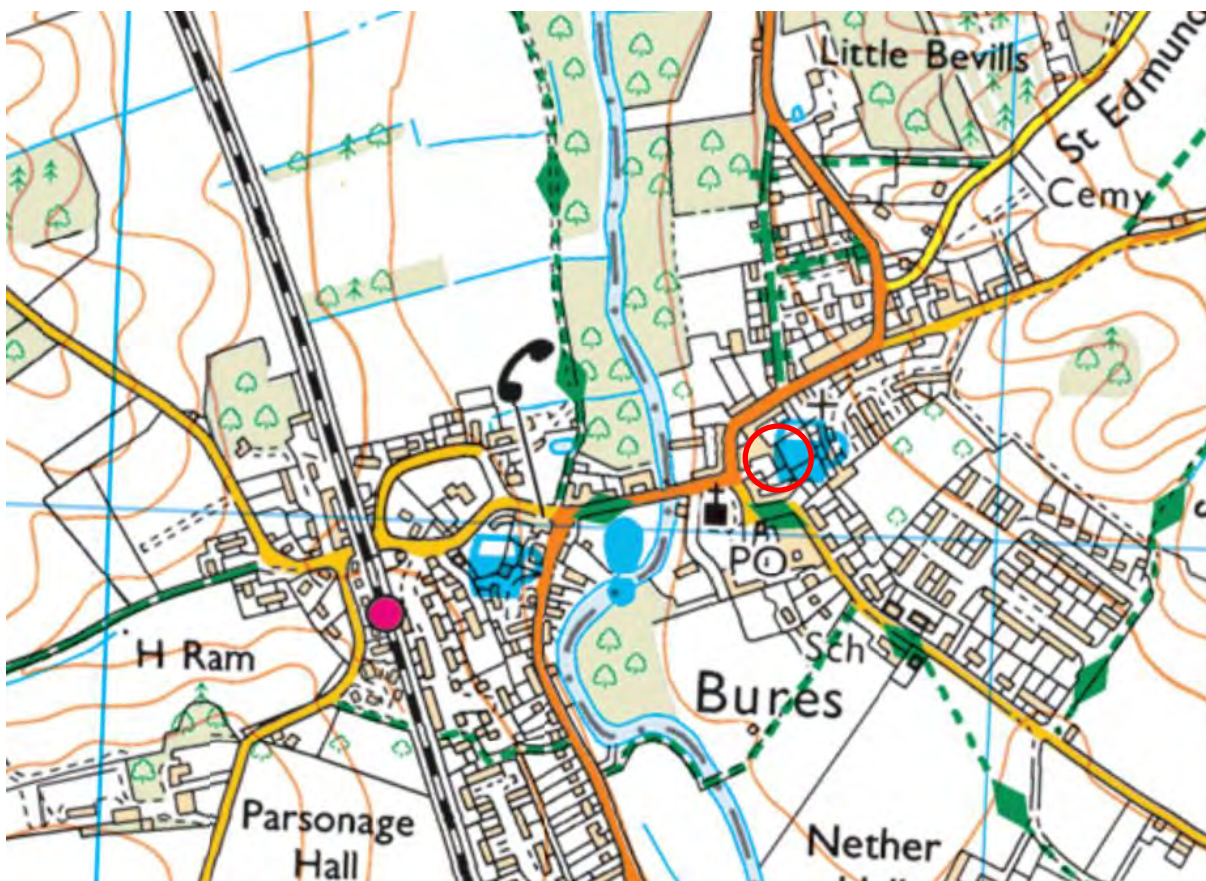 Little Bevills
St Edmund
Cemy
PO
H Ram
Sch
Bures
Parsonage
Hall
Nether